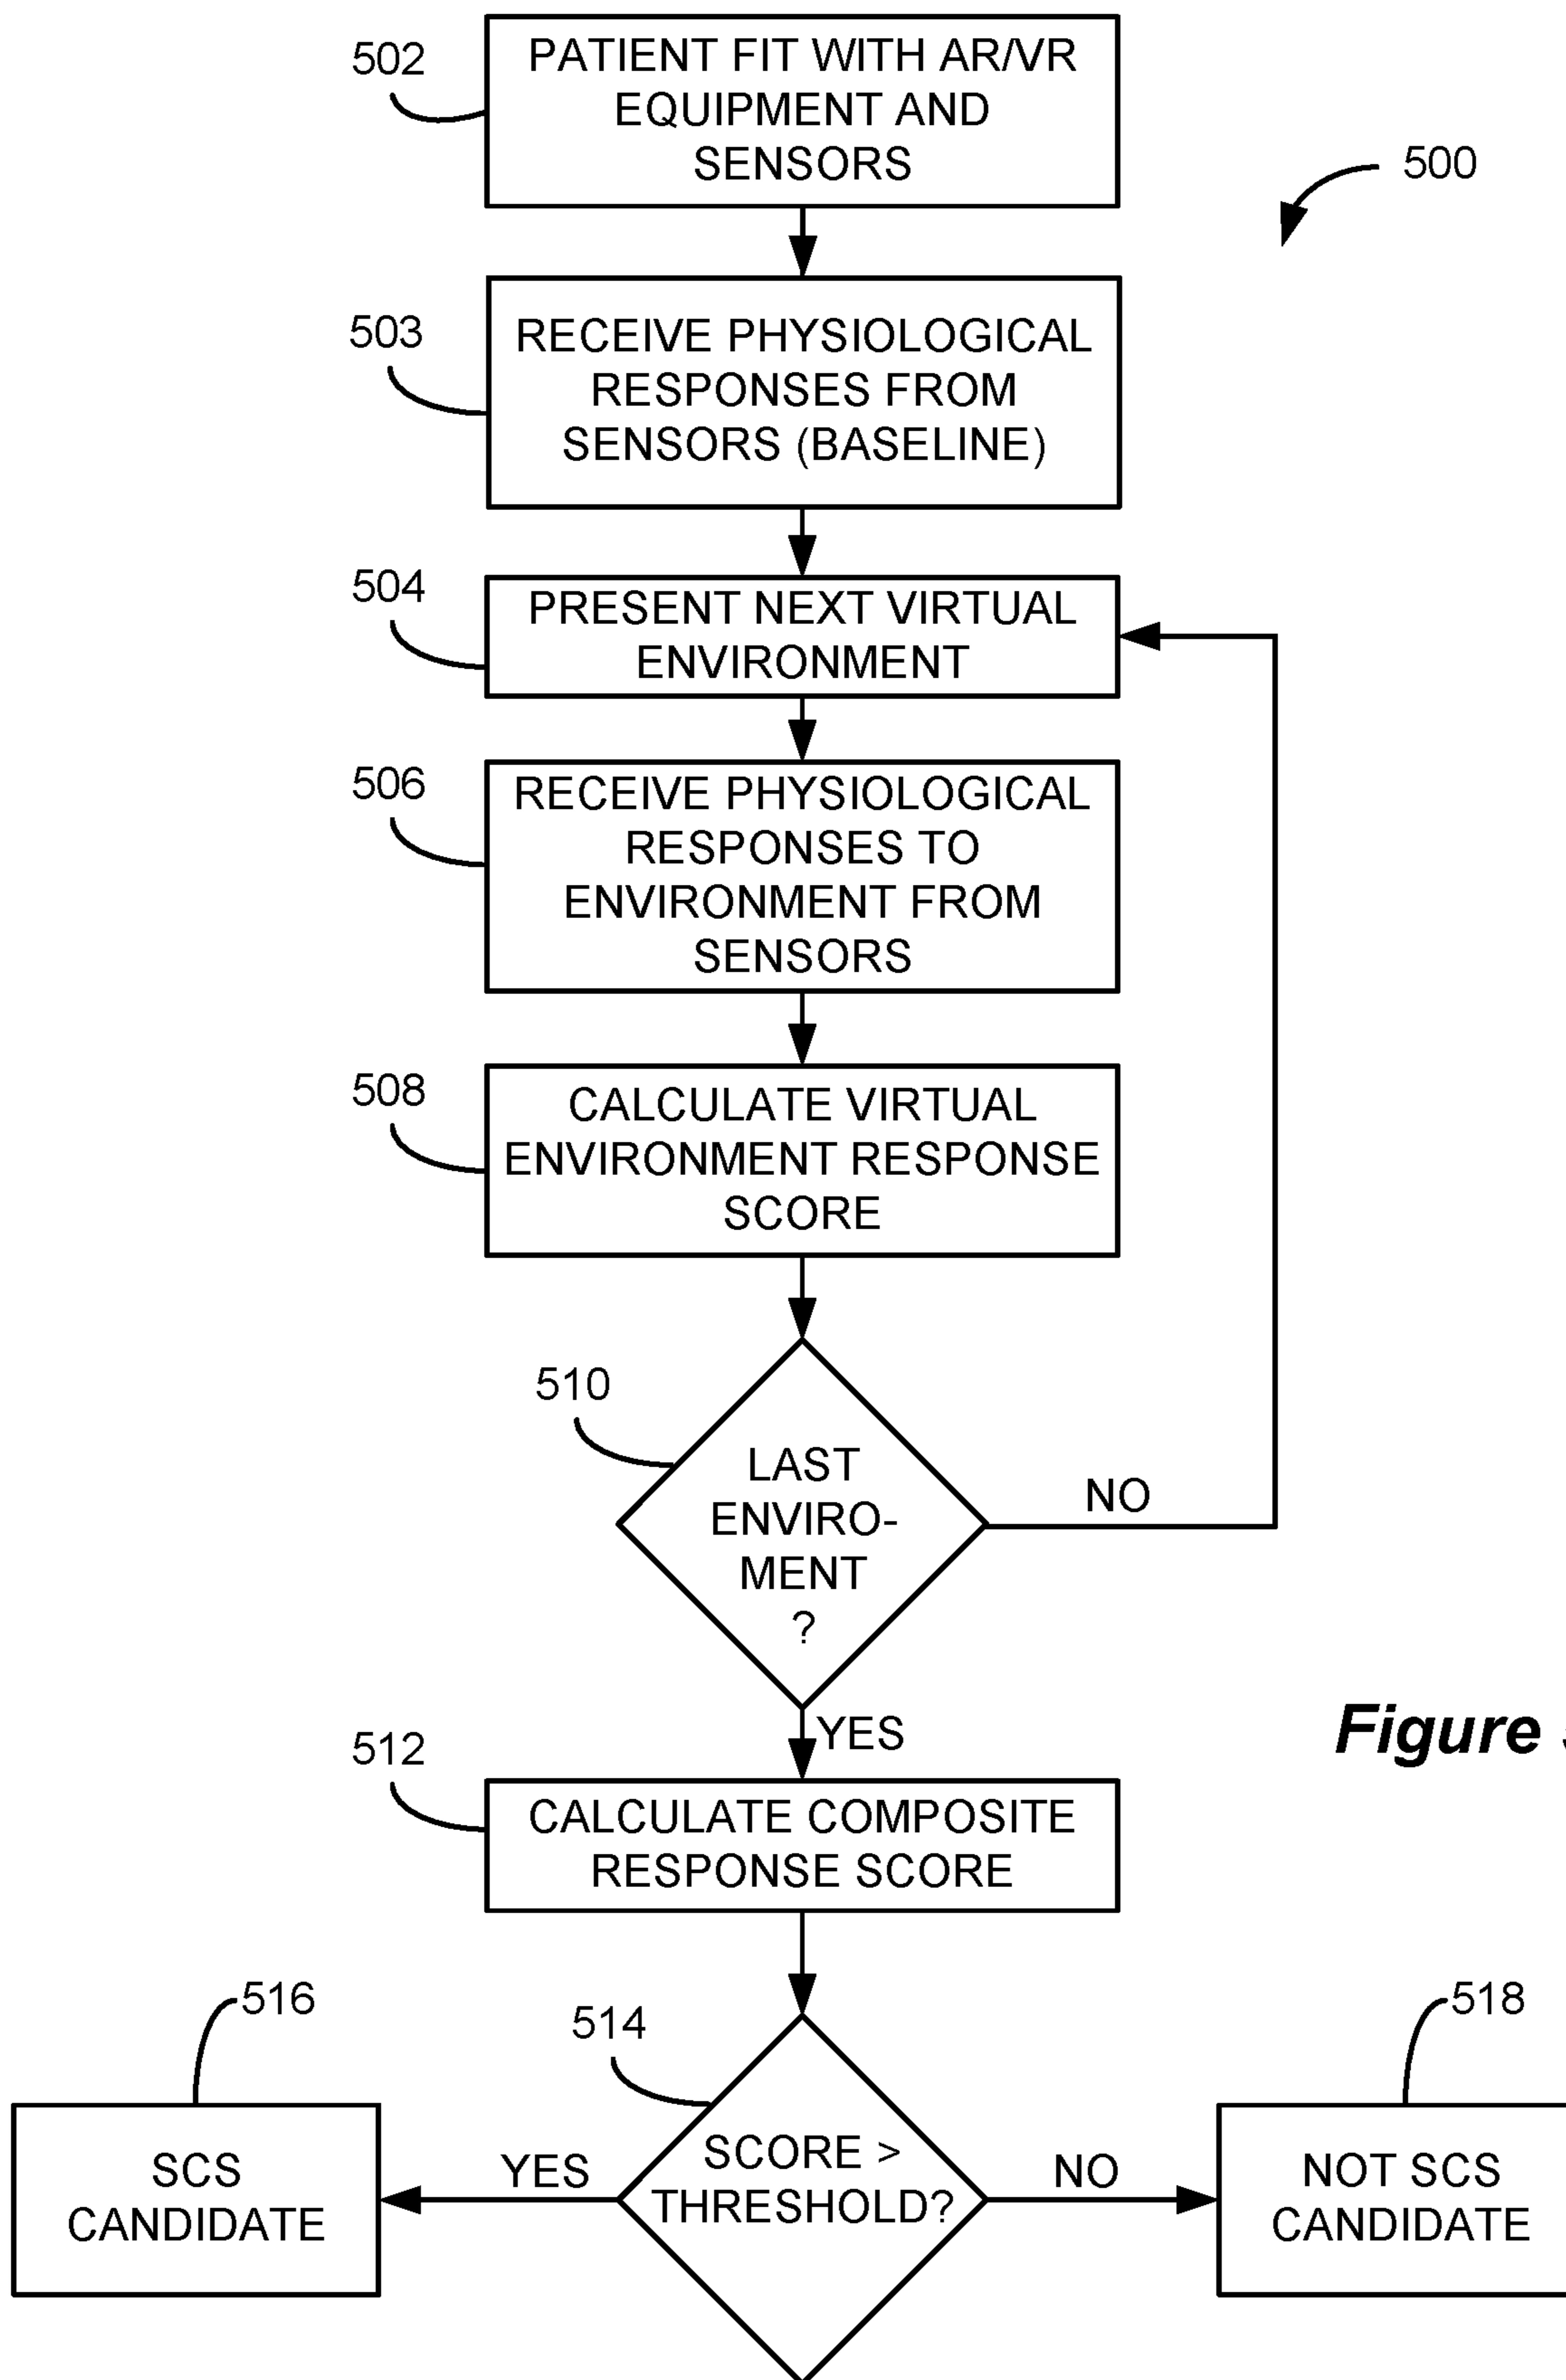 502
PATIENT FIT WITH AR/VR
EQUIPMENT AND
SENSORS
500
503
RECEIVE PHYSIOLOGICAL
RESPONSES FROM
SENSORS (BASELINE)
504
PRESENT NEXT VIRTUAL
ENVIRONMENT
506
RECEIVE PHYSIOLOGICAL
RESPONSES TO
ENVIRONMENT FROM
SENSORS
508
CALCULATE VIRTUAL
ENVIRONMENT RESPONSE
SCORE
510
LAST
ENVIRO-
MENT
?
NO
YES
Figure
512
CALCULATE COMPOSITE
RESPONSE SCORE
516
514
518
SCS
CANDIDATE
YES
SCORE >
THRESHOLD?
NO
NOT SCS
CANDIDATE